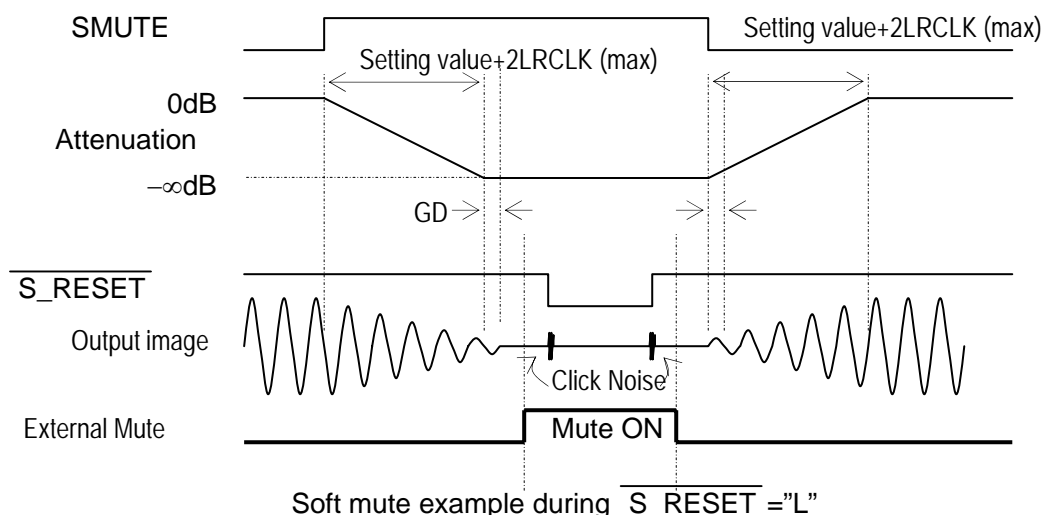 SMUTE
Setting value+2LRCLK (max)
Setting value+2LRCLK (max)
0dB
Attenuation
−∞dB
GD
S_RESET
Output image
Click Noise
External Mute
Mute ON
Soft mute example during S_RESET ="L"